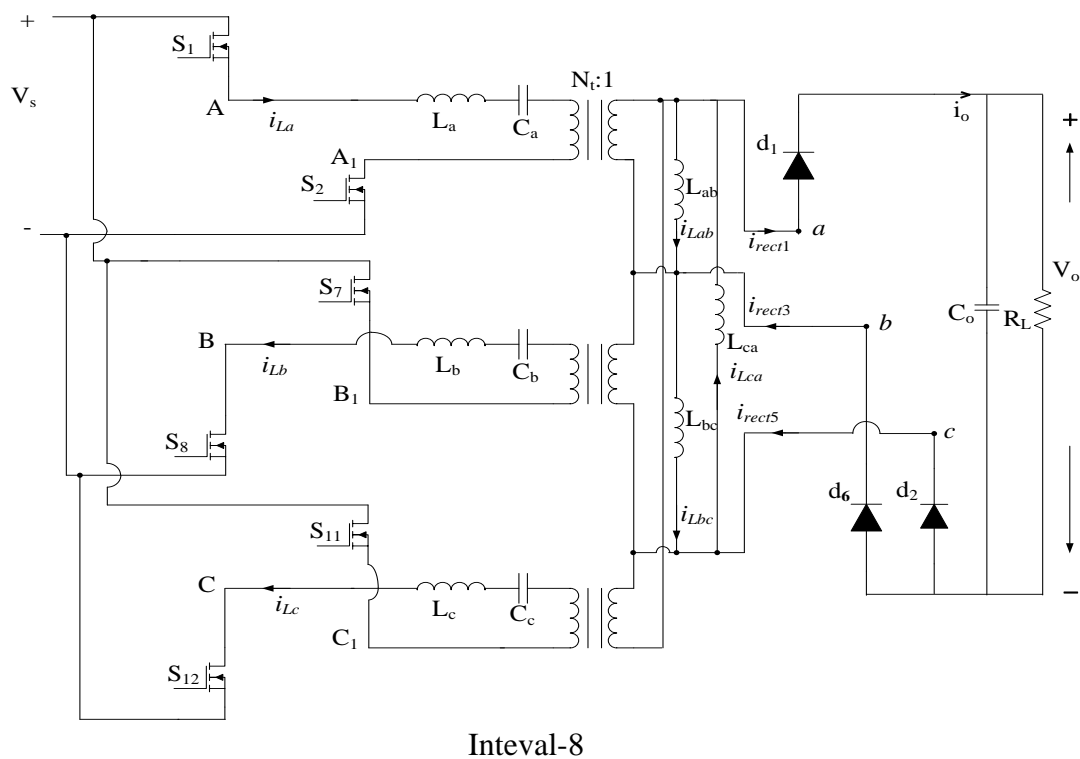 +
S1
Vs
A
iLa
La
Ca
Nt:1
A1
S2
-
Lab
iLab
d1
io
irect1
a
+
Vo
S7
B
iLb
Lb
Cb
B1
irect3
b
Lca
iLca
Co
RL
irect5
c
Lbc
S8
d6
d2
iLbc
S11
C
iLc
Lc
Cc
C1
−
S12
Inteval-8